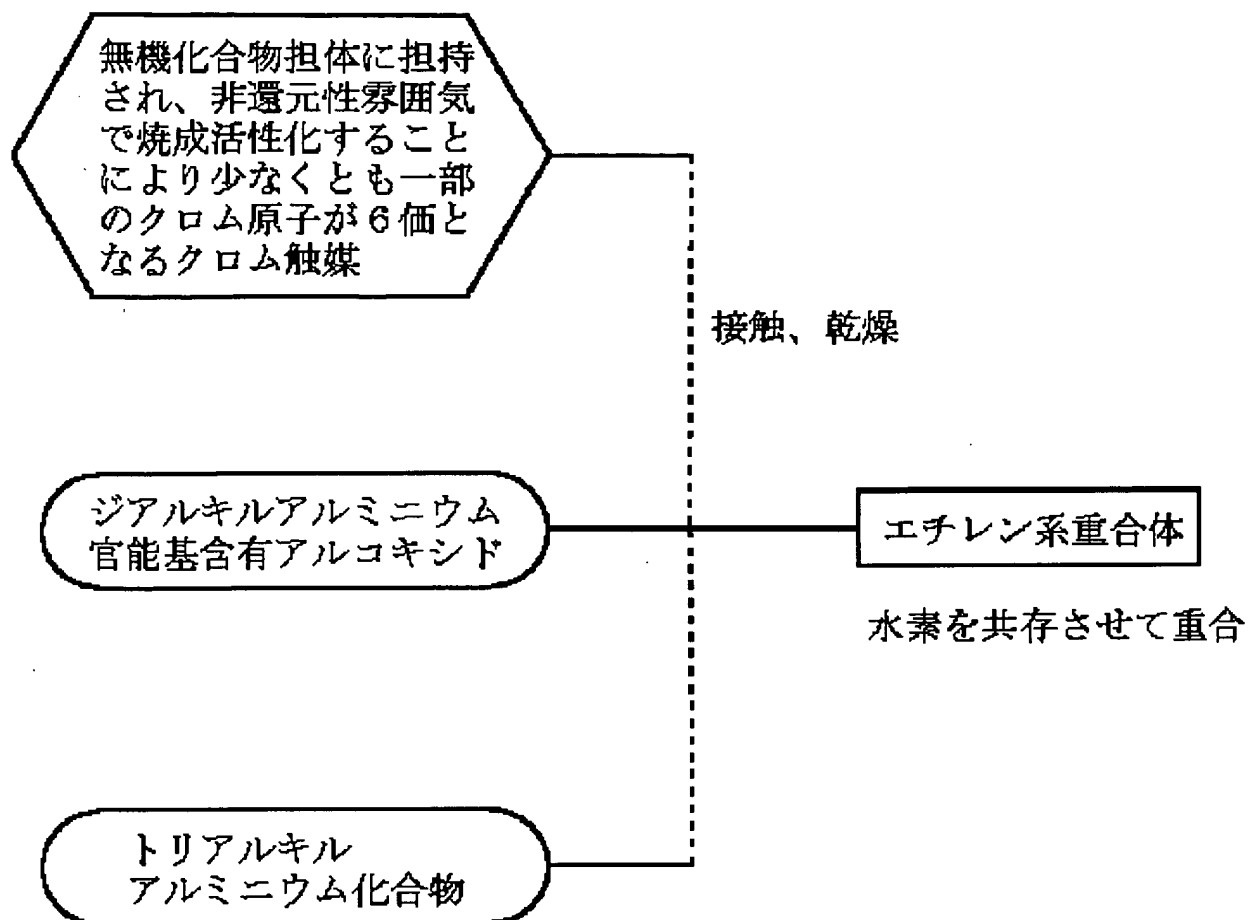 無機化合物担体に担持
され、非還元性雰囲気
で焼成活性化すること
により少なくとも一部
のクロム原子が６価と
なるクロム触媒
接触、乾燥
ジアルキルアルミニウム
官能基含有アルコキシド
エチレン系重合体
水素を共存させて重合
トリアルキル
アルミニウム化合物